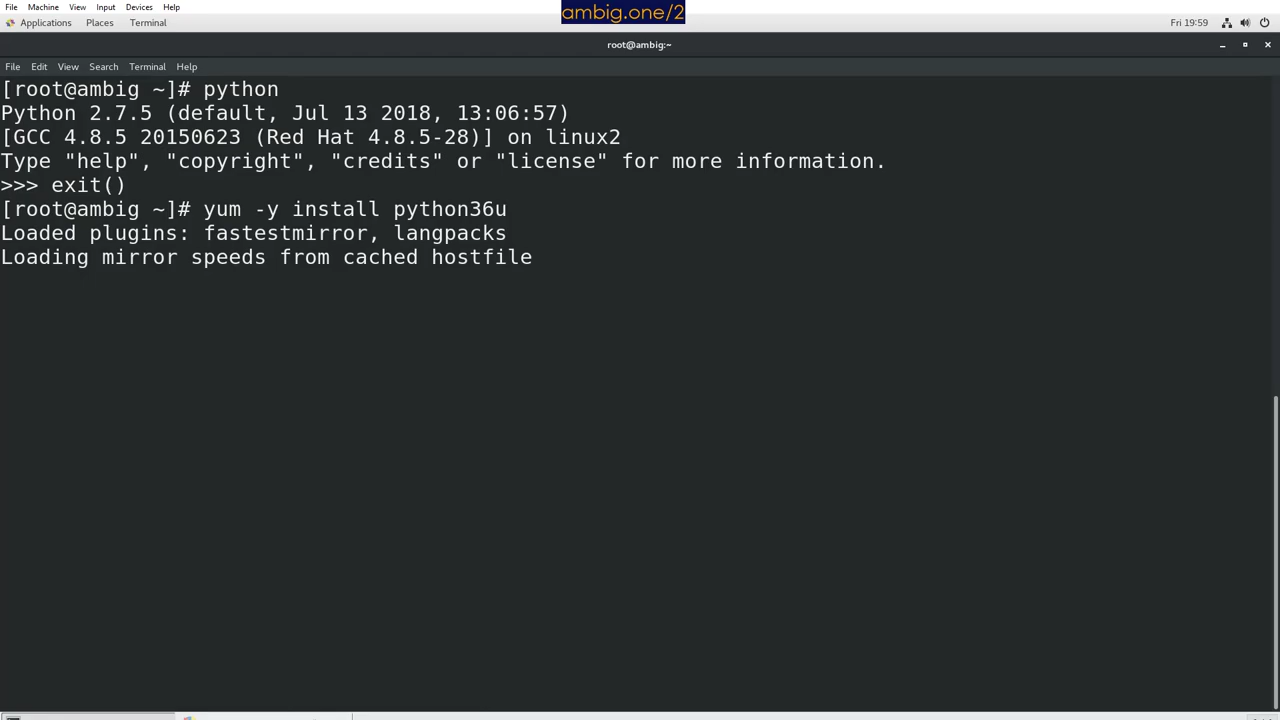 File Machine View Input Devices Help
ambig.one/2
Applications Places Terminal Fri 19:59
root@ambig:~
File Edit View Search Terminal Help
[root@ambig ~]# python
Python 2.7.5 (default, Jul 13 2018, 13:06:57)
[GCC 4.8.5 20150623 (Red Hat 4.8.5-28)] on linux2
Type "help", "copyright", "credits" or "license" for more information.
>>> exit()
[root@ambig ~]# yum -y install python36u
Loaded plugins: fastestmirror, langpacks
Loading mirror speeds from cached hostfile